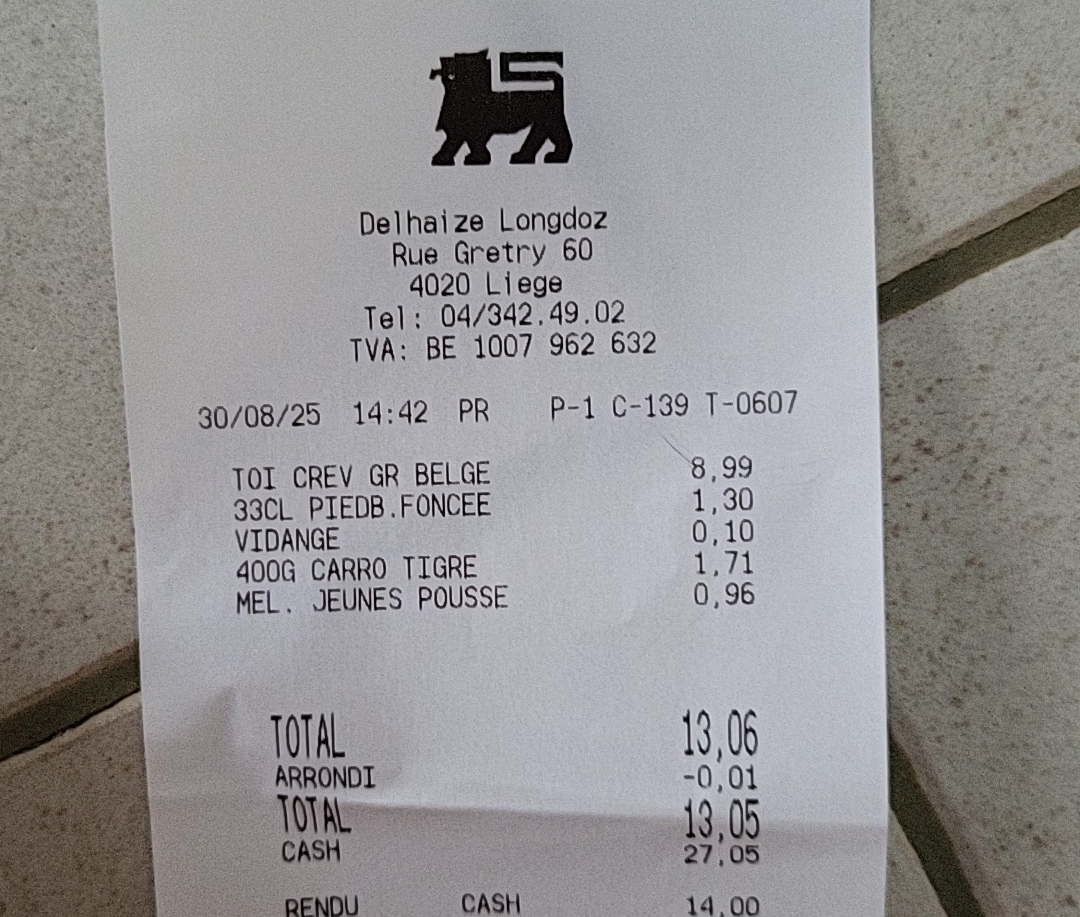 Delhaize Longdoz
Rue Gretry 60
4020 Liege
Tel: 04/342.49.02
TVA: BE 1007 962 632
30/08/25 14:42 PR P-1 C-139 T-0607
TOI CREV GR BELGE 8,99
33CL PIEDB.FONCEE 1,30
VIDANGE 0,10
400G CARRO TIGRE 1,71
MEL. JEUNES POUSSE 0,96
TOTAL 13,06
ARRONDI -0,01
TOTAL 13,05
CASH 27,05
RENDU CASH 14,00